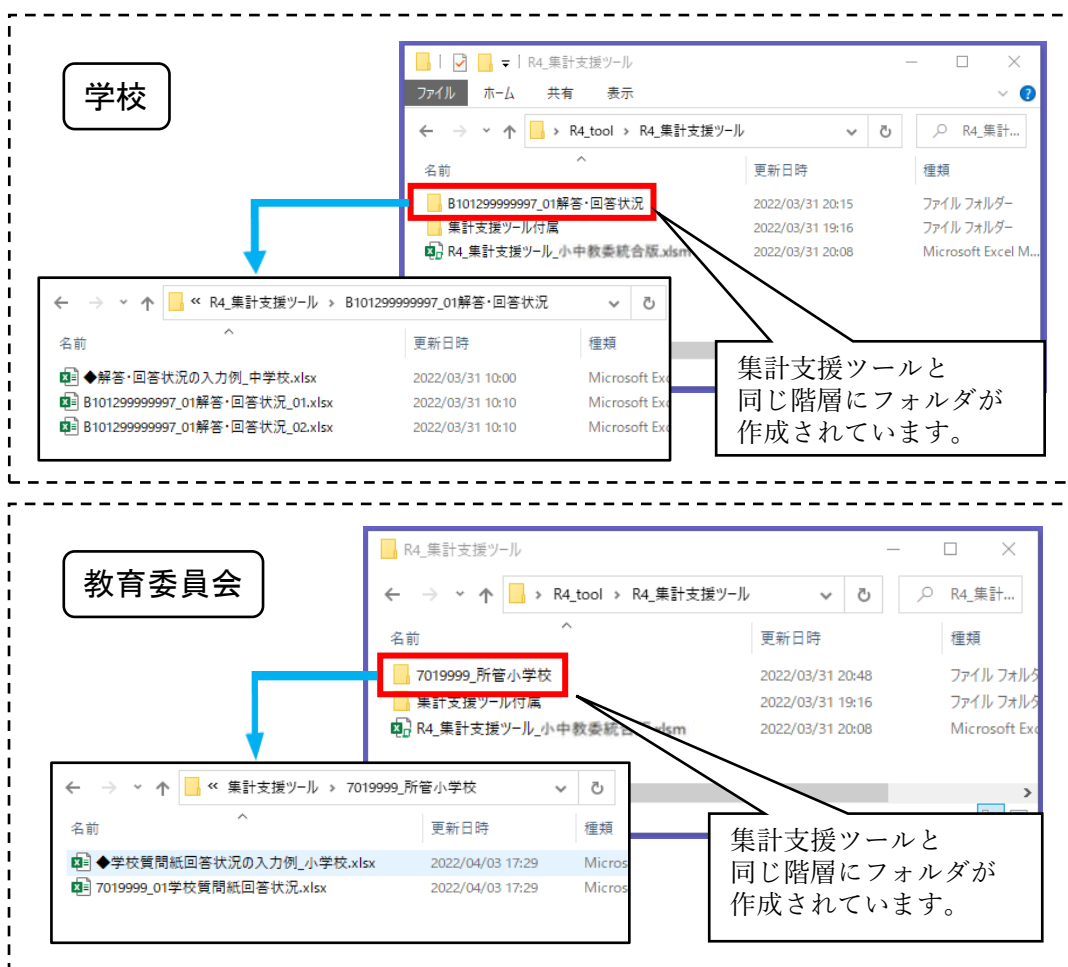 学校
R4_集計支援ツール
ファイル ホーム 共有 表示
R4_tool › R4_集計支援ツール
R4_集計...
名前 更新日時 種類
B101299999997_01解答・回答状況 2022/03/31 20:15 ファイル フォルダー
集計支援ツール付属 2022/03/31 19:16 ファイル フォルダー
R4_集計支援ツール_小中教委統合版.xlsm 2022/03/31 20:08 Microsoft Excel M...
« R4_集計支援ツール › B101299999997_01解答・回答状況
名前 更新日時 種類
◆解答・回答状況の入力例_中学校.xlsx 2022/03/31 10:00 Microsoft Exc
B101299999997_01解答・回答状況_01.xlsx 2022/03/31 10:10 Microsoft Exc
B101299999997_01解答・回答状況_02.xlsx 2022/03/31 10:10 Microsoft Exc
集計支援ツールと
同じ階層にフォルダが
作成されています。
教育委員会
R4_集計支援ツール
R4_tool › R4_集計支援ツール
R4_集計...
名前 更新日時 種類
7019999_所管小学校 2022/03/31 20:48 ファイル フォルダ
集計支援ツール付属 2022/03/31 19:16 ファイル フォルダ
R4_集計支援ツール_小中教委統合 .xlsm 2022/03/31 20:08 Microsoft Exc
« 集計支援ツール › 7019999_所管小学校
名前 更新日時 種類
◆学校質問紙回答状況の入力例_小学校.xlsx 2022/04/03 17:29 Micros
7019999_01学校質問紙回答状況.xlsx 2022/04/03 17:29 Micros
集計支援ツールと
同じ階層にフォルダが
作成されています。